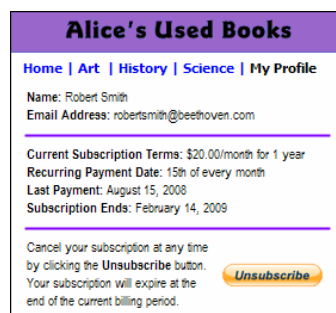 Alice's Used Books
Home | Art | History | Science | My Profile
Name: Robert Smith
Email Address: robertsmith@beethoven.com
Current Subscription Terms: $20.00/month for 1 year
Recurring Payment Date: 15th of every month
Last Payment: August 15, 2008
Subscription Ends: February 14, 2009
Cancel your subscription at any time
by clicking the Unsubscribe button.
Your subscription will expire at the
end of the current billing period.
Unsubscribe